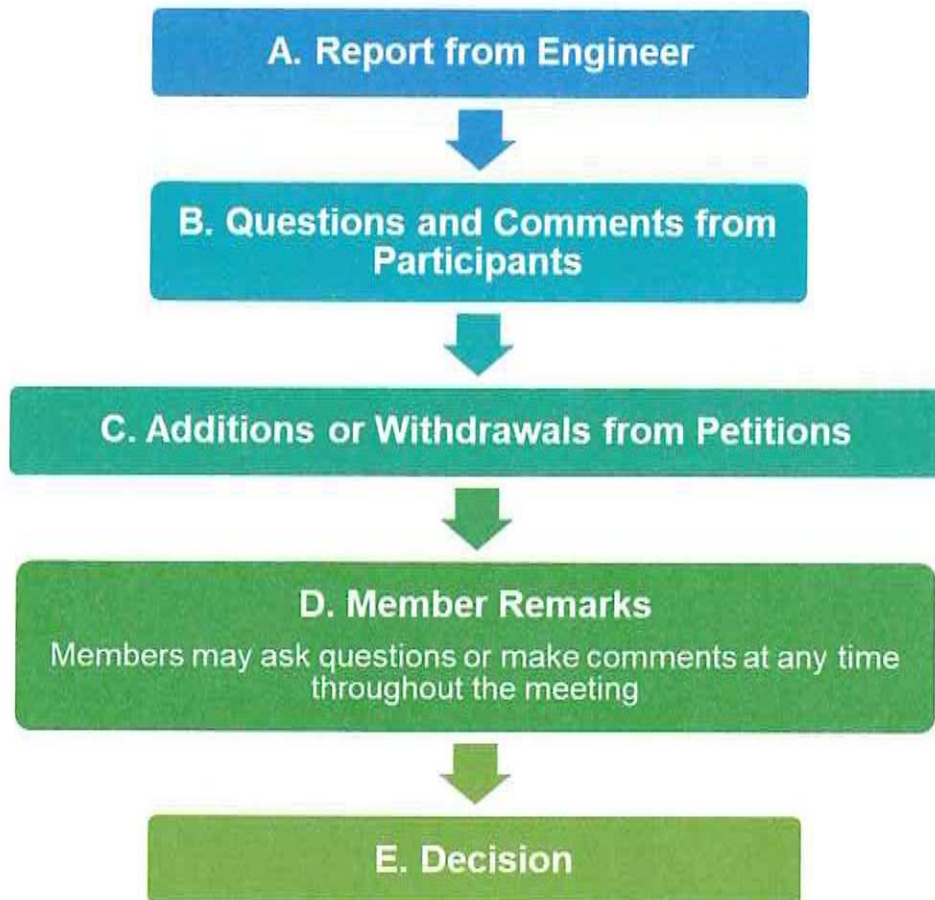 A. Report from Engineer
B. Questions and Comments from
Participants
C. Additions or Withdrawals from Petitions
D. Member Remarks
Members may ask questions or make comments at any time
throughout the meeting
E. Decision